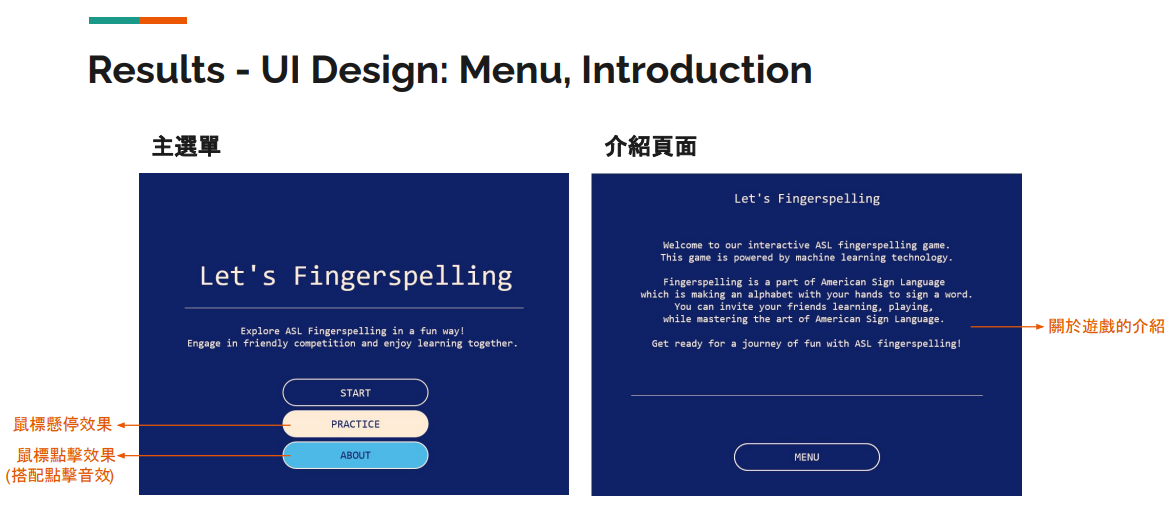 Results - UI Design: Menu, Introduction
主選單
Let's Fingerspelling
Explore ASL Fingerspelling in a fun way!
Engage in friendly competition and enjoy learning together.
START
PRACTICE
ABOUT
鼠標懸停效果
鼠標點擊效果
(搭配點擊音效)
介紹頁面
Let's Fingerspelling
Welcome to our interactive ASL fingerspelling game.
This game is powered by machine learning technology.
Fingerspelling is a part of American Sign Language
which is making an alphabet with your hands to sign a word.
You can invite your friends learning, playing,
while mastering the art of American Sign Language.
Get ready for a journey of fun with ASL fingerspelling!
MENU
關於遊戲的介紹